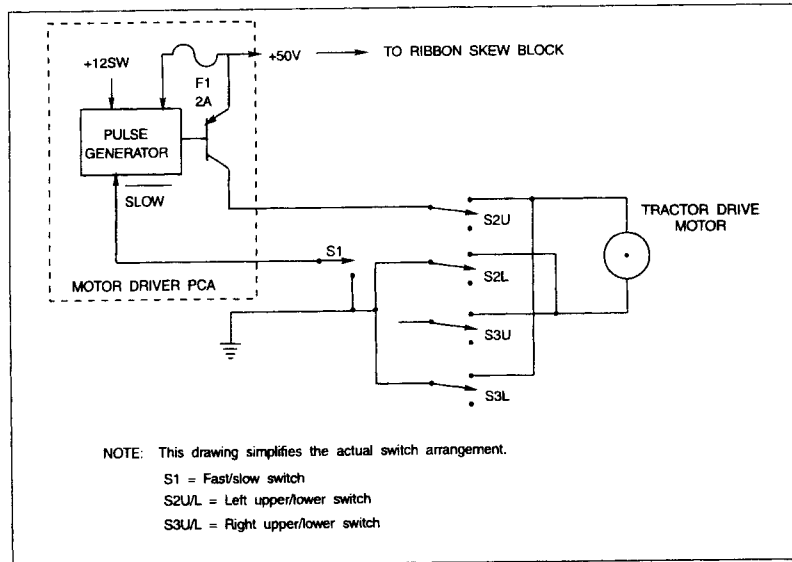 +50V
TO RIBBON SKEW BLOCK
+12SW
F1
2A
PULSE
GENERATOR
SLOW
S2U
TRACTOR DRIVE
MOTOR
S1
S2L
MOTOR DRIVER PCA
S3U
S3L
NOTE: This drawing simplifies the actual switch arrangement.
S1 = Fast/slow switch
S2U/L = Left upper/lower switch
S3U/L = Right upper/lower switch